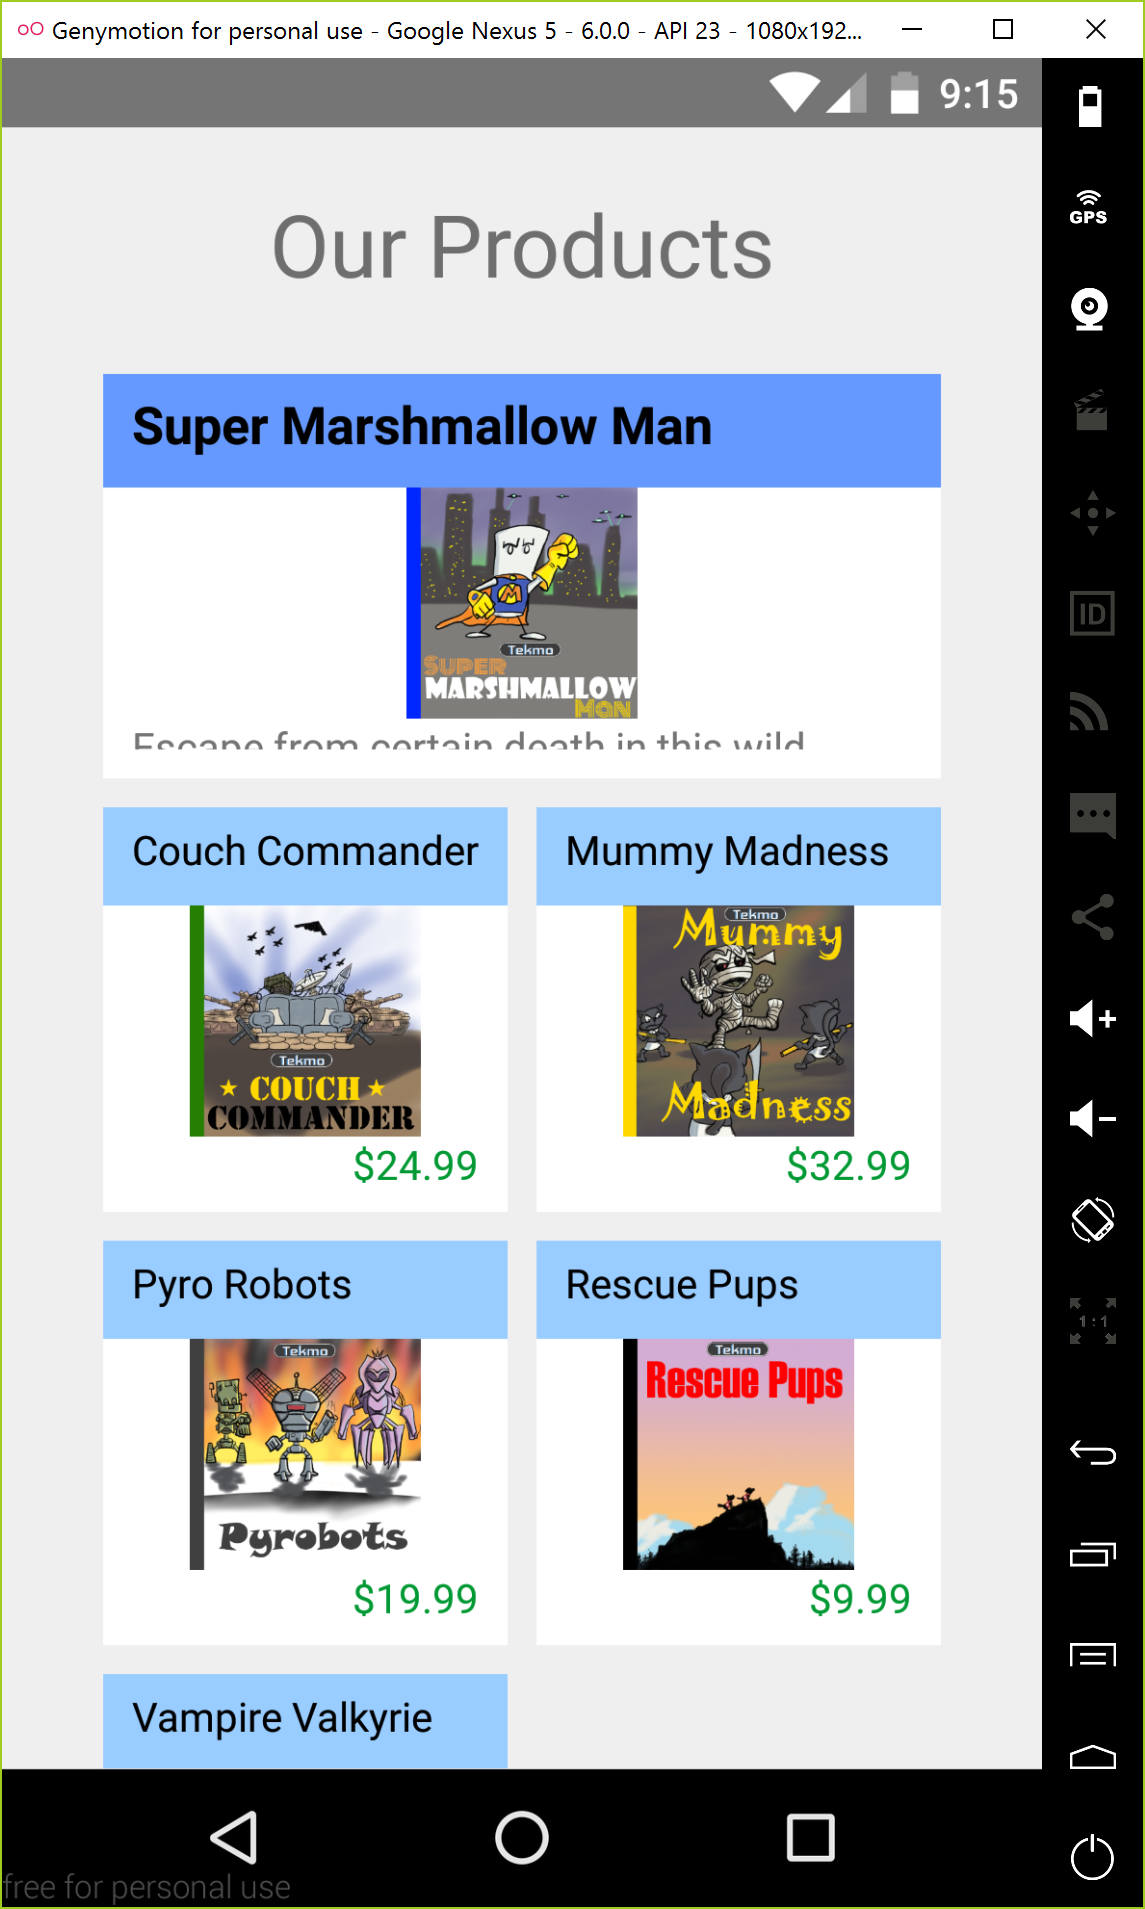 Genymotion for personal use - Google Nexus 5 - 6.0.0 - API 23 - 1080x192...
9:15
GPS
Our Products
Super Marshmallow Man
M
Tekmo
SUPER
MARSHMALLOW
MAN
Escape from certain death in this wild
ID
Couch Commander
Mummy Madness
Tekmo
COUCH
COMMANDER
Tekmo
Mummy
Madness
$24.99
$32.99
Pyro Robots
Rescue Pups
1:1
Tekmo
Pyrobots
Tekmo
Rescue Pups
$19.99
$9.99
Vampire Valkyrie
free for personal use